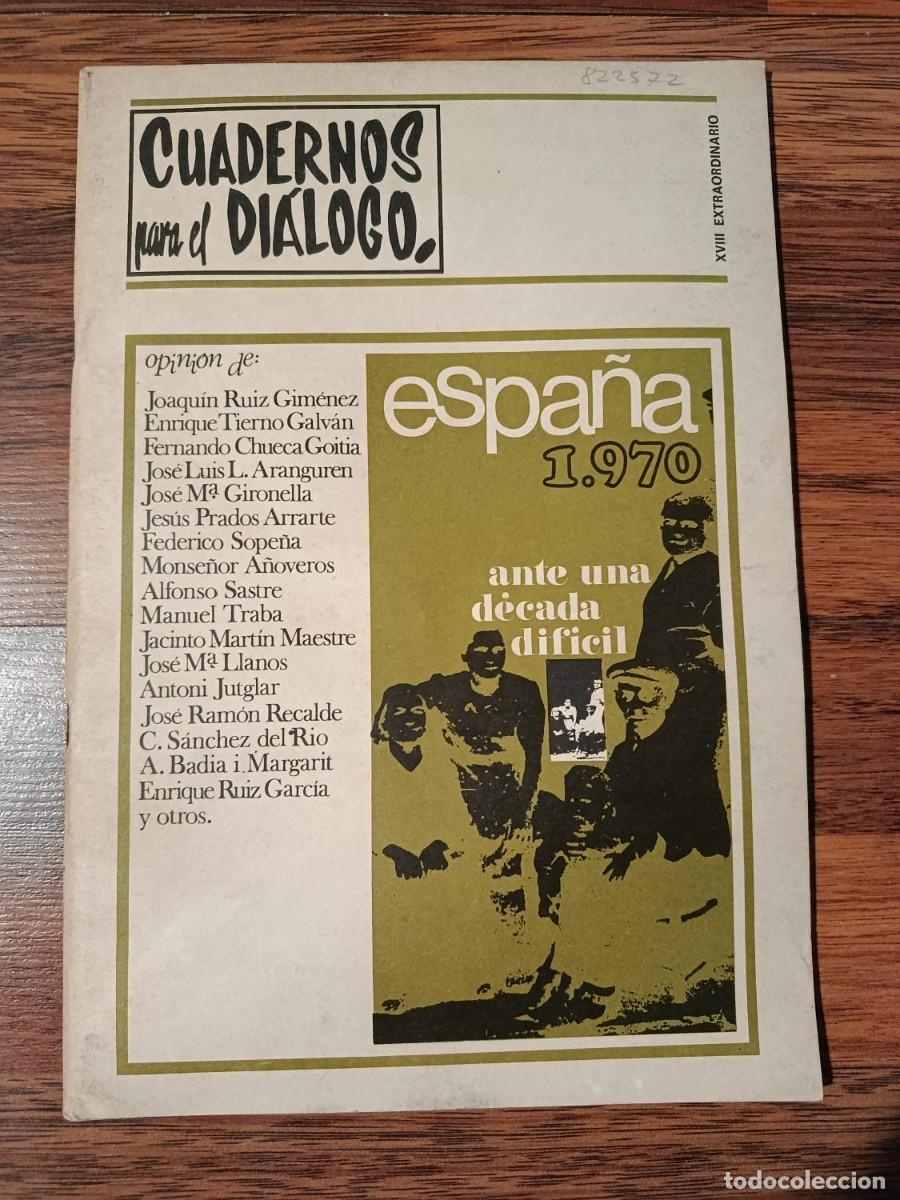 822572
CUADERNOS
para el DIÁLOGO.
XVIII EXTRAORDINARIO
opinión de:
Joaquín Ruiz Giménez
Enrique Tierno Galván
Fernando Chueca Goitia
José Luis L. Aranguren
José Mª Gironella
Jesús Prados Arrarte
Federico Sopeña
Monseñor Añoveros
Alfonso Sastre
Manuel Traba
Jacinto Martín Maestre
José Mª Llanos
Antoni Jutglar
José Ramón Recalde
C. Sánchez del Rio
A. Badia i Margarit
Enrique Ruiz García
y otros.
españa
1.970
ante una
década
dificil
todocoleccion